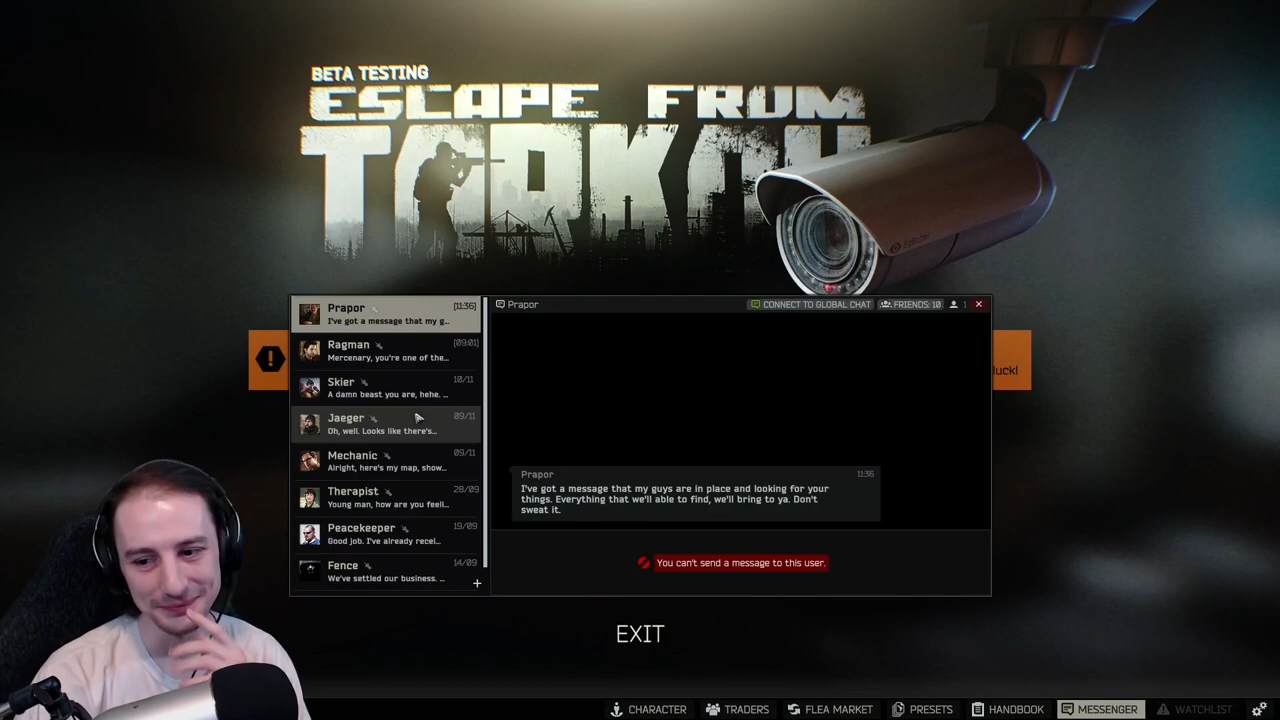 BETA TESTING
ESCAPE FROM
TARKOV
Prapor
[11:36]
I've got a message that my g...
Ragman
[09:01]
Mercenary, you're one of the...
Skier
10/11
A damn beast you are, hehe. ...
Jaeger
09/11
Oh, well. Looks like there's...
Mechanic
09/11
Alright, here's my map, show...
Therapist
28/09
Young man, how are you feeli...
Peacekeeper
19/09
Good job. I've already recei...
Fence
14/09
We've settled our business. ...
+
Prapor
CONNECT TO GLOBAL CHAT
FRIENDS: 10
1
Prapor
11:36
I've got a message that my guys are in place and looking for your
things. Everything that we'll able to find, we'll bring to ya. Don't
sweat it.
You can't send a message to this user.
luck!
EXIT
CHARACTER
TRADERS
FLEA MARKET
PRESETS
HANDBOOK
MESSENGER
WATCHLIST